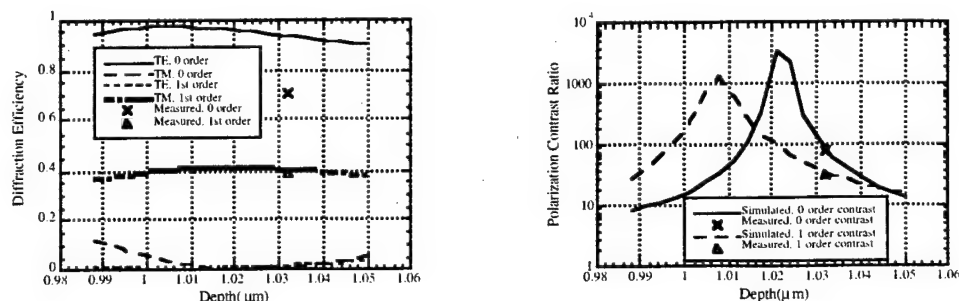 1
0.8
0.6
0.4
0.2
0
Diffraction Efficiency
TE, 0 order
TM, 0 order
TE, 1st order
TM, 1st order
Measured, 0 order
Measured, 1st order
0.98 0.99 1 1.01 1.02 1.03 1.04 1.05 1.06
Depth(μm)
10⁴
1000
100
10
1
Polarization Contrast Ratio
Simulated, 0 order contrast
Measured, 0 order contrast
Simulated, 1 order contrast
Measured, 1 order contrast
0.98 0.99 1.00 1.01 1.02 1.03 1.04 1.05 1.06
Depth(μm)